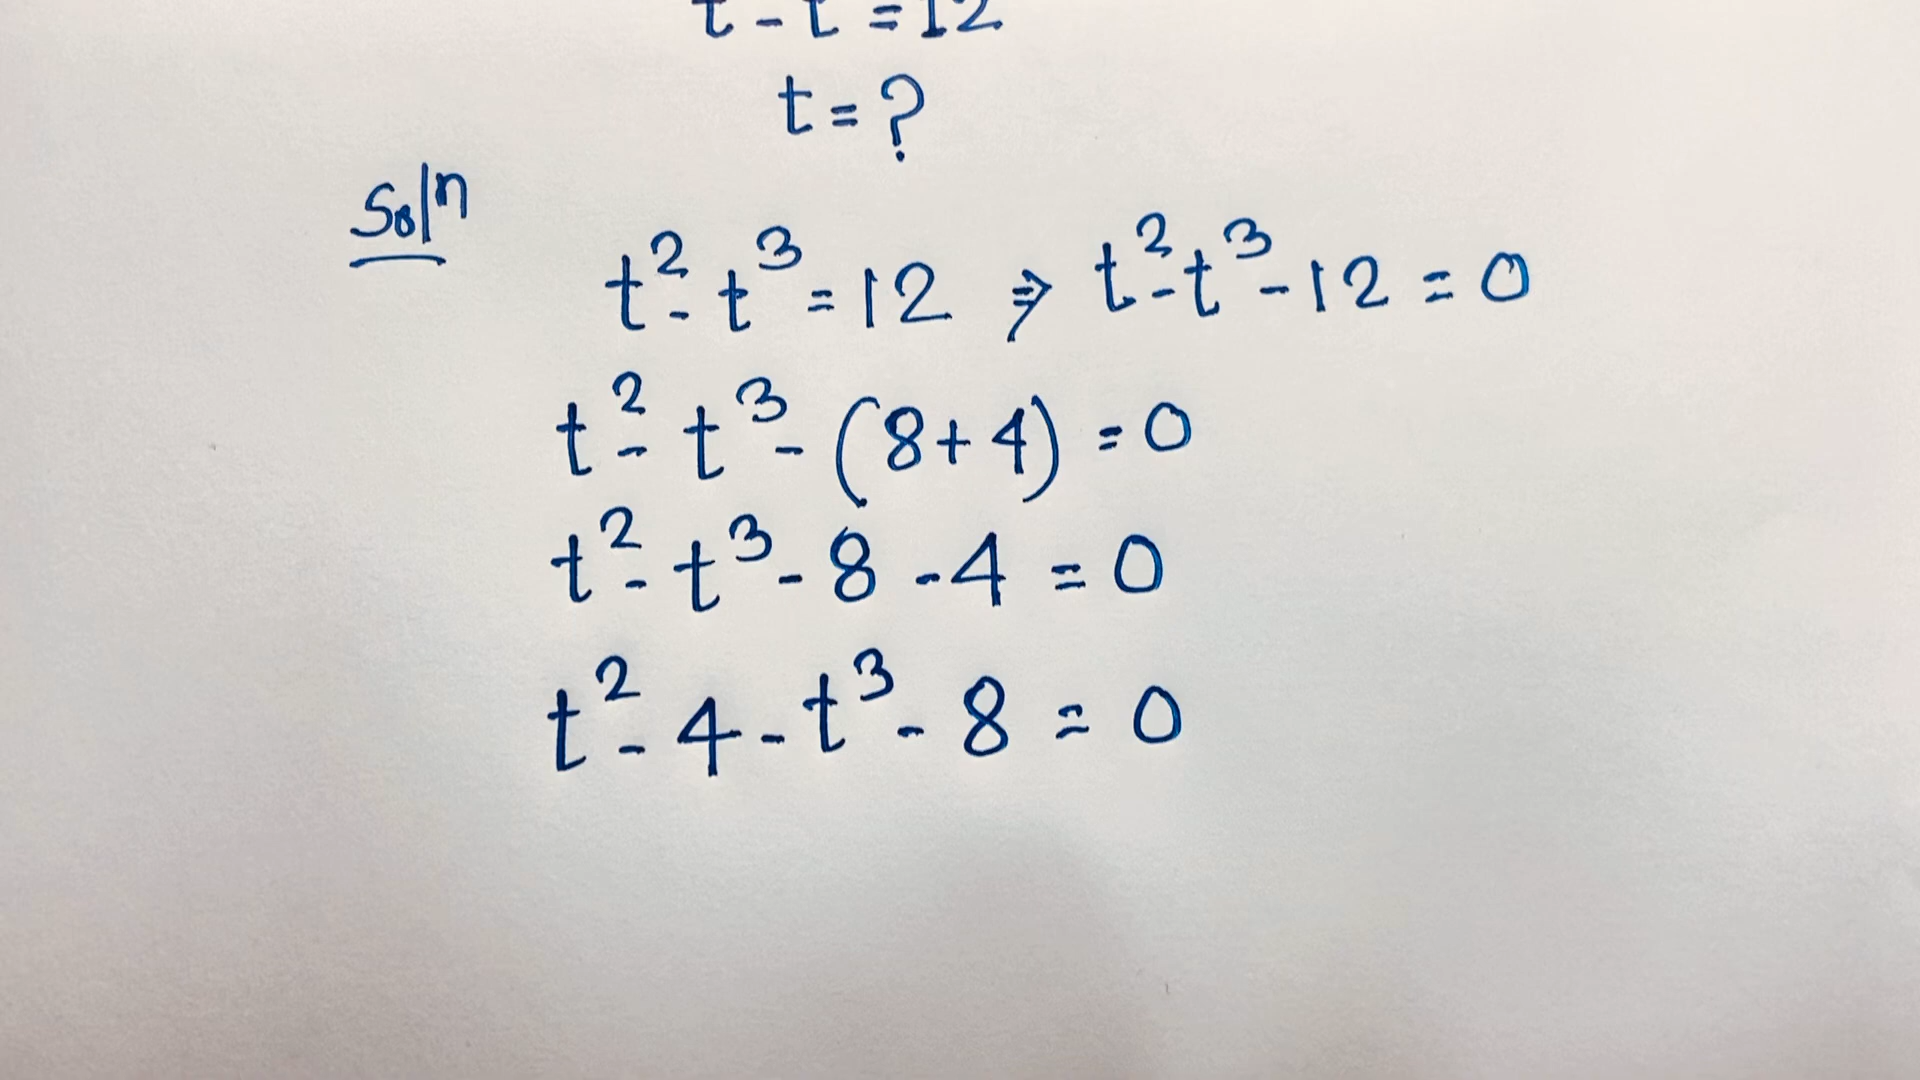 t - t = 12
t = ?
Soln
t² - t³ = 12 ⇒ t² - t³ - 12 = 0
t² - t³ - (8+4) = 0
t² - t³ - 8 - 4 = 0
t² - 4 - t³ - 8 = 0